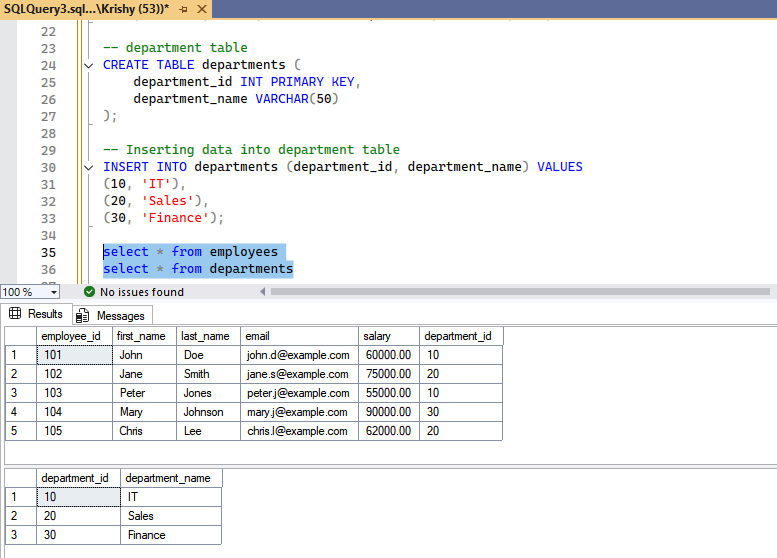 SQLQuery3.sql...\Krishy (53))*
22
23 -- department table
24 CREATE TABLE departments (
25 department_id INT PRIMARY KEY,
26 department_name VARCHAR(50)
27 );
28
29 -- Inserting data into department table
30 INSERT INTO departments (department_id, department_name) VALUES
31 (10, 'IT'),
32 (20, 'Sales'),
33 (30, 'Finance');
34
35 select * from employees
36 select * from departments
100 % No issues found
Results Messages
employee_id first_name last_name email salary department_id
1 101 John Doe john.d@example.com 60000.00 10
2 102 Jane Smith jane.s@example.com 75000.00 20
3 103 Peter Jones peter.j@example.com 55000.00 10
4 104 Mary Johnson mary.j@example.com 90000.00 30
5 105 Chris Lee chris.l@example.com 62000.00 20
department_id department_name
1 10 IT
2 20 Sales
3 30 Finance